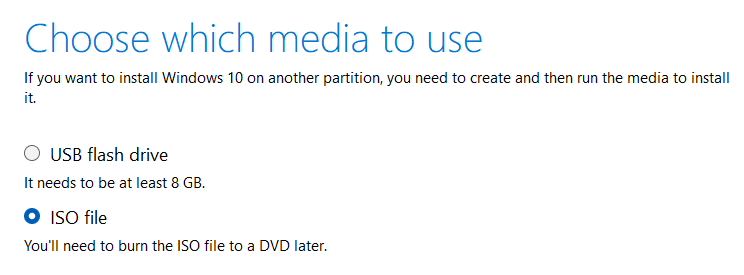 Choose which media to use
If you want to install Windows 10 on another partition, you need to create and then run the media to install
it.
USB flash drive
It needs to be at least 8 GB.
ISO file
You'll need to burn the ISO file to a DVD later.